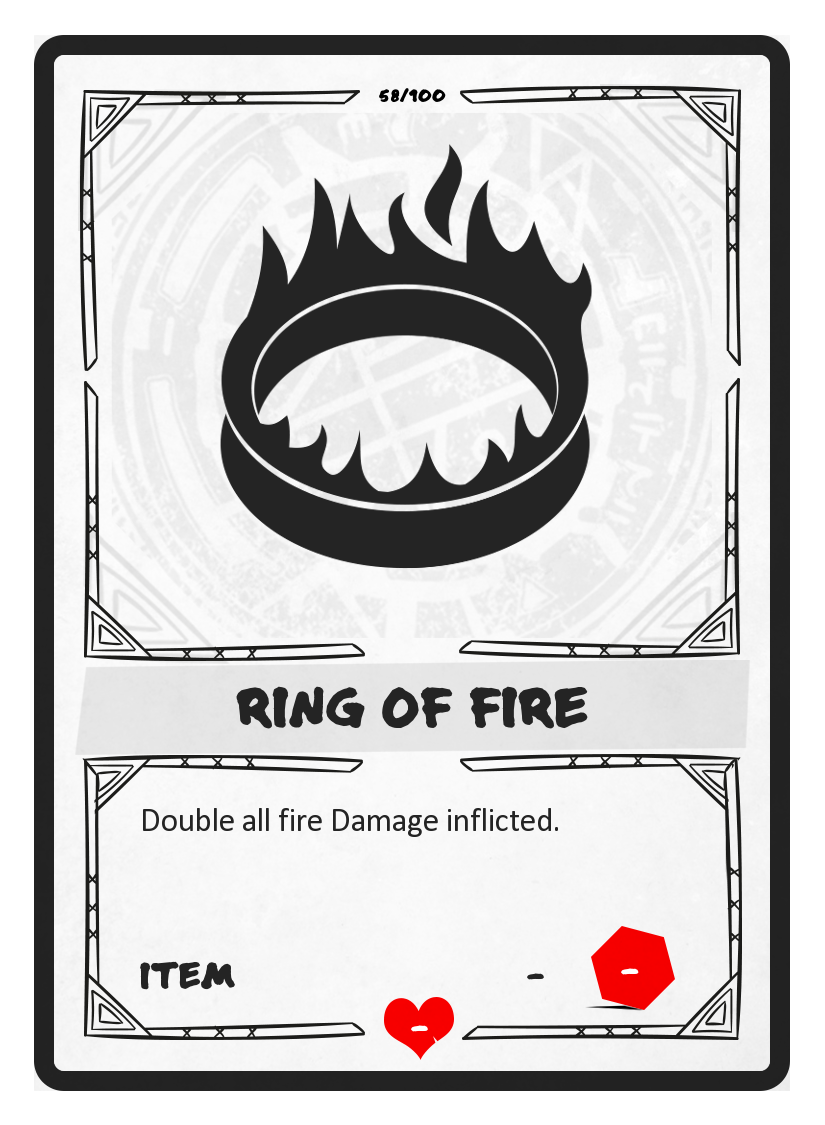 58/100
RING OF FIRE
Double all fire Damage inflicted.
ITEM
-
-
-